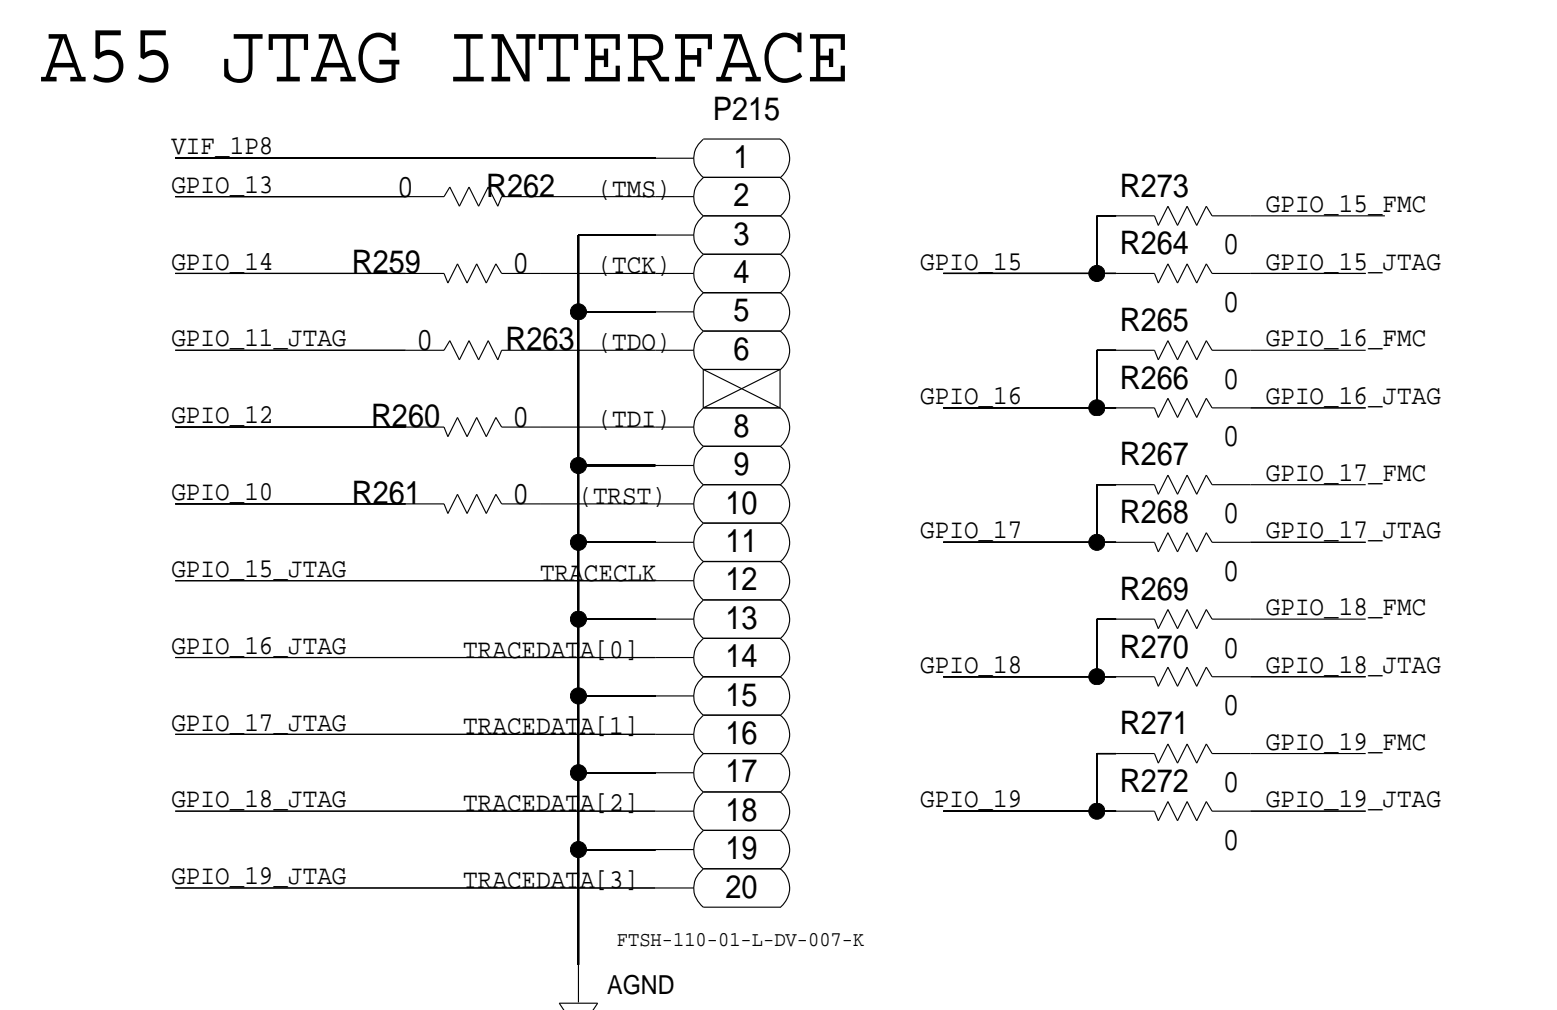 A55 JTAG INTERFACE
P215
VIF_1P8 1
GPIO_13 0 R262 (TMS) 2
3
GPIO_14 R259 0 (TCK) 4
5
GPIO_11_JTAG 0 R263 (TDO) 6
GPIO_12 R260 0 (TDI) 8
9
GPIO_10 R261 0 (TRST) 10
11
GPIO_15_JTAG TRACECLK 12
13
GPIO_16_JTAG TRACEDATA[0] 14
15
GPIO_17_JTAG TRACEDATA[1] 16
17
GPIO_18_JTAG TRACEDATA[2] 18
19
GPIO_19_JTAG TRACEDATA[3] 20
FTSH-110-01-L-DV-007-K
AGND
R273 GPIO_15_FMC
R264 0
GPIO_15 GPIO_15_JTAG
0
R265 GPIO_16_FMC
R266 0
GPIO_16 GPIO_16_JTAG
0
R267 GPIO_17_FMC
R268 0
GPIO_17 GPIO_17_JTAG
0
R269 GPIO_18_FMC
R270 0
GPIO_18 GPIO_18_JTAG
0
R271 GPIO_19_FMC
R272 0
GPIO_19 GPIO_19_JTAG
0